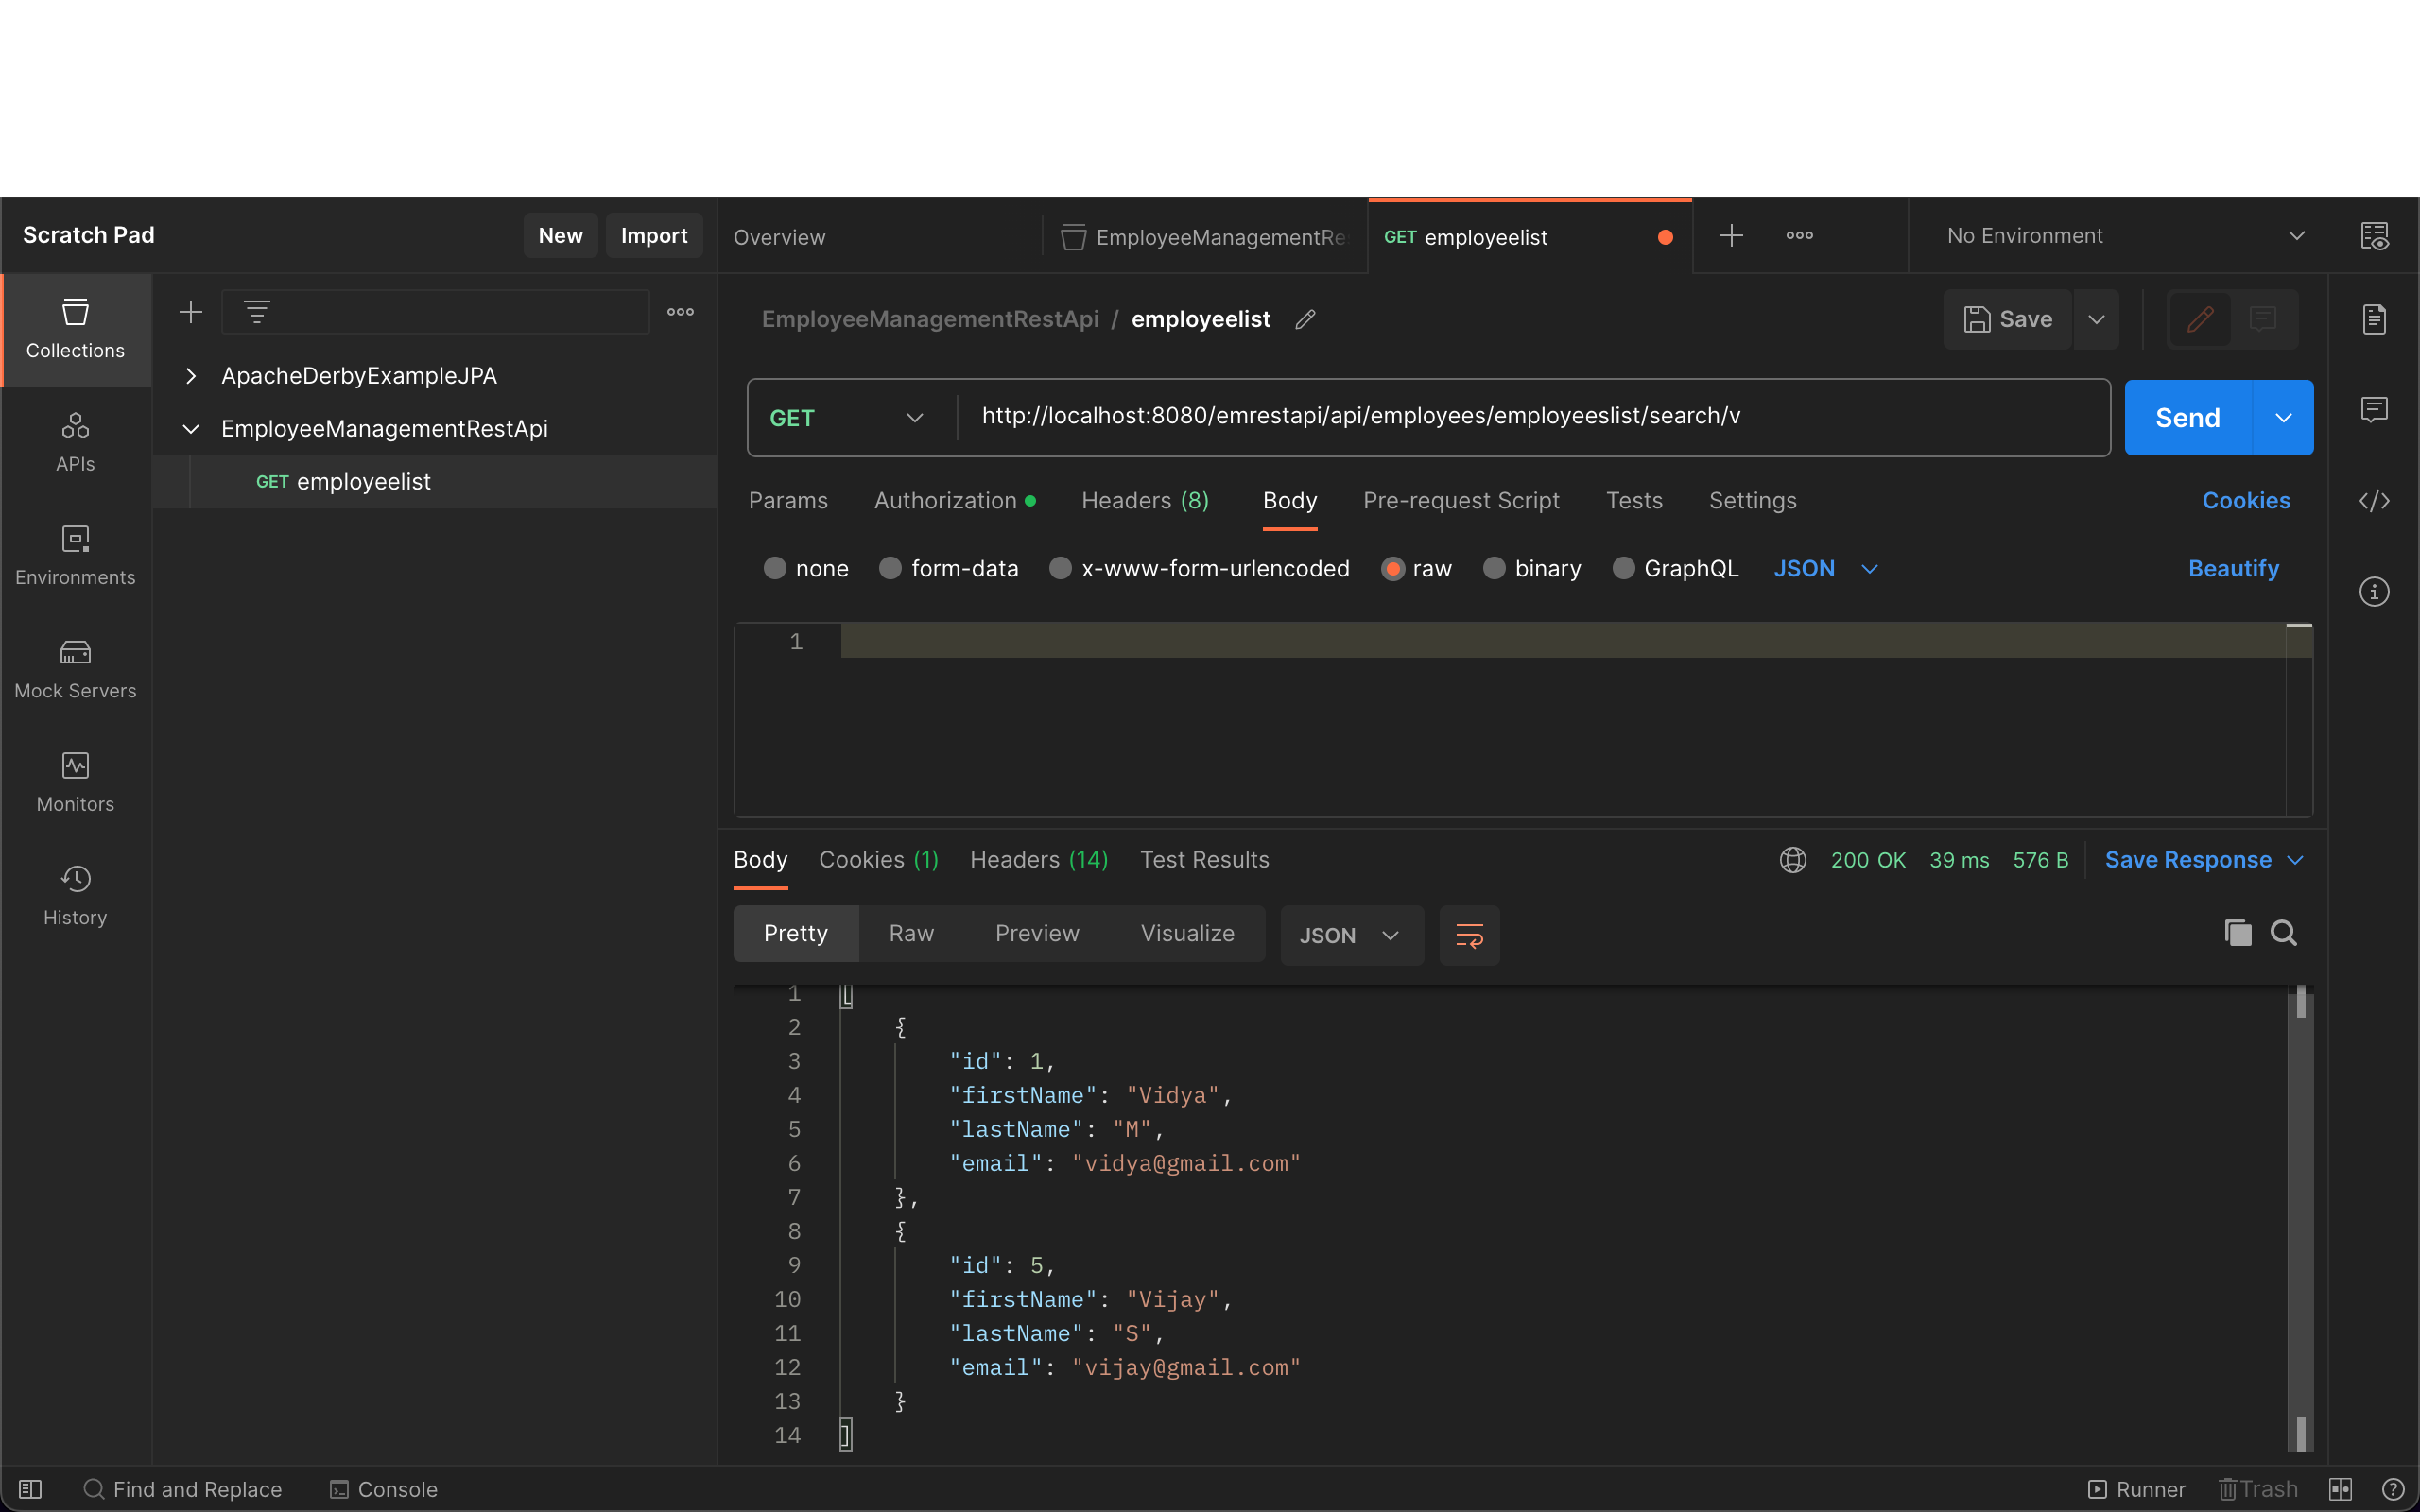 Scratch Pad
New
Import
Overview
EmployeeManagementRe
GET employeelist
No Environment
Collections
APIs
Environments
Mock Servers
Monitors
History
ApacheDerbyExampleJPA
EmployeeManagementRestApi
GET employeelist
EmployeeManagementRestApi / employeelist
Save
GET
http://localhost:8080/emrestapi/api/employees/employeeslist/search/v
Send
Params Authorization Headers (8) Body Pre-request Script Tests Settings Cookies
none form-data x-www-form-urlencoded raw binary GraphQL JSON Beautify
1
Body Cookies (1) Headers (14) Test Results 200 OK 39 ms 576 B Save Response
Pretty Raw Preview Visualize JSON
1 [
2 {
3 "id": 1,
4 "firstName": "Vidya",
5 "lastName": "M",
6 "email": "vidya@gmail.com"
7 },
8 {
9 "id": 5,
10 "firstName": "Vijay",
11 "lastName": "S",
12 "email": "vijay@gmail.com"
13 }
14 ]
Find and Replace Console Runner Trash